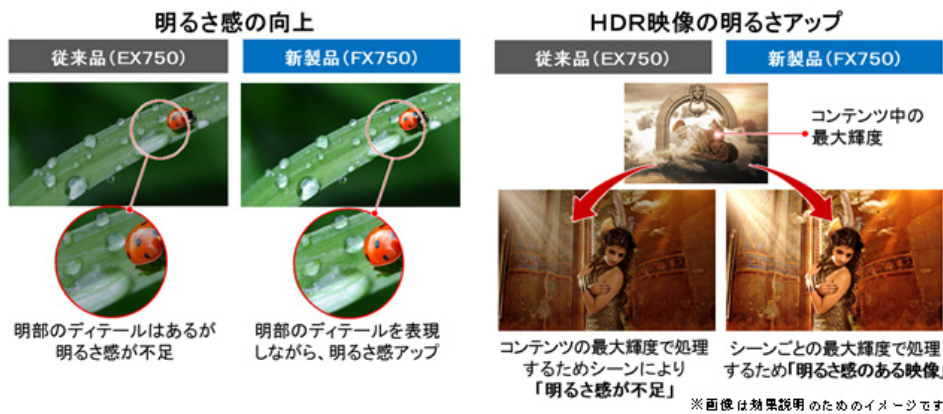 明るさ感の向上
従来品(EX750)
新製品(FX750)
明部のディテールはあるが
明るさ感が不足
明部のディテールを表現
しながら、明るさ感アップ
HDR映像の明るさアップ
従来品(EX750)
新製品(FX750)
コンテンツ中の
最大輝度
コンテンツの最大輝度で処理
するためシーンにより
「明るさ感が不足」
シーンごとの最大輝度で処理
するため「明るさ感のある映像」
※画像は効果説明のためのイメージです